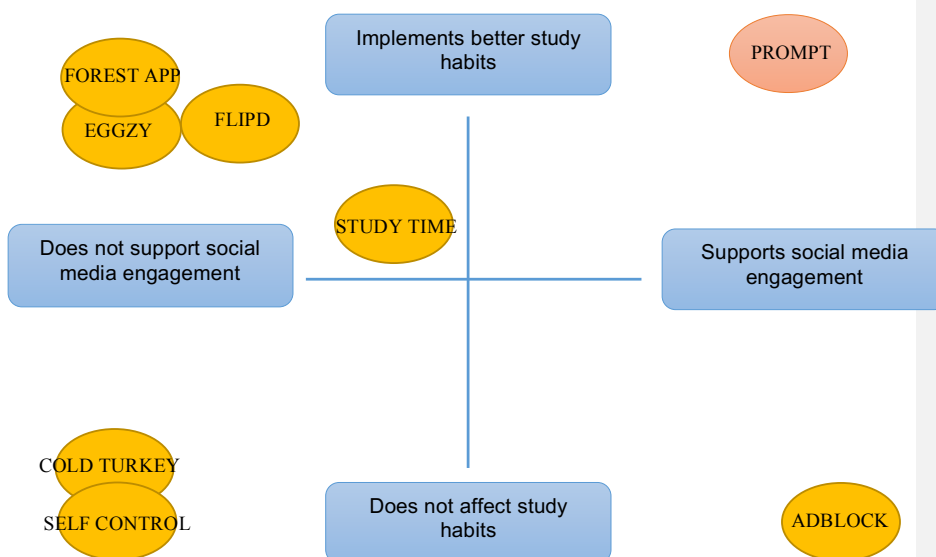 Implements better study
habits
PROMPT
FOREST APP
EGGZY
FLIPD
STUDY TIME
Does not support social
media engagement
Supports social media
engagement
COLD TURKEY
SELF CONTROL
Does not affect study
habits
ADBLOCK